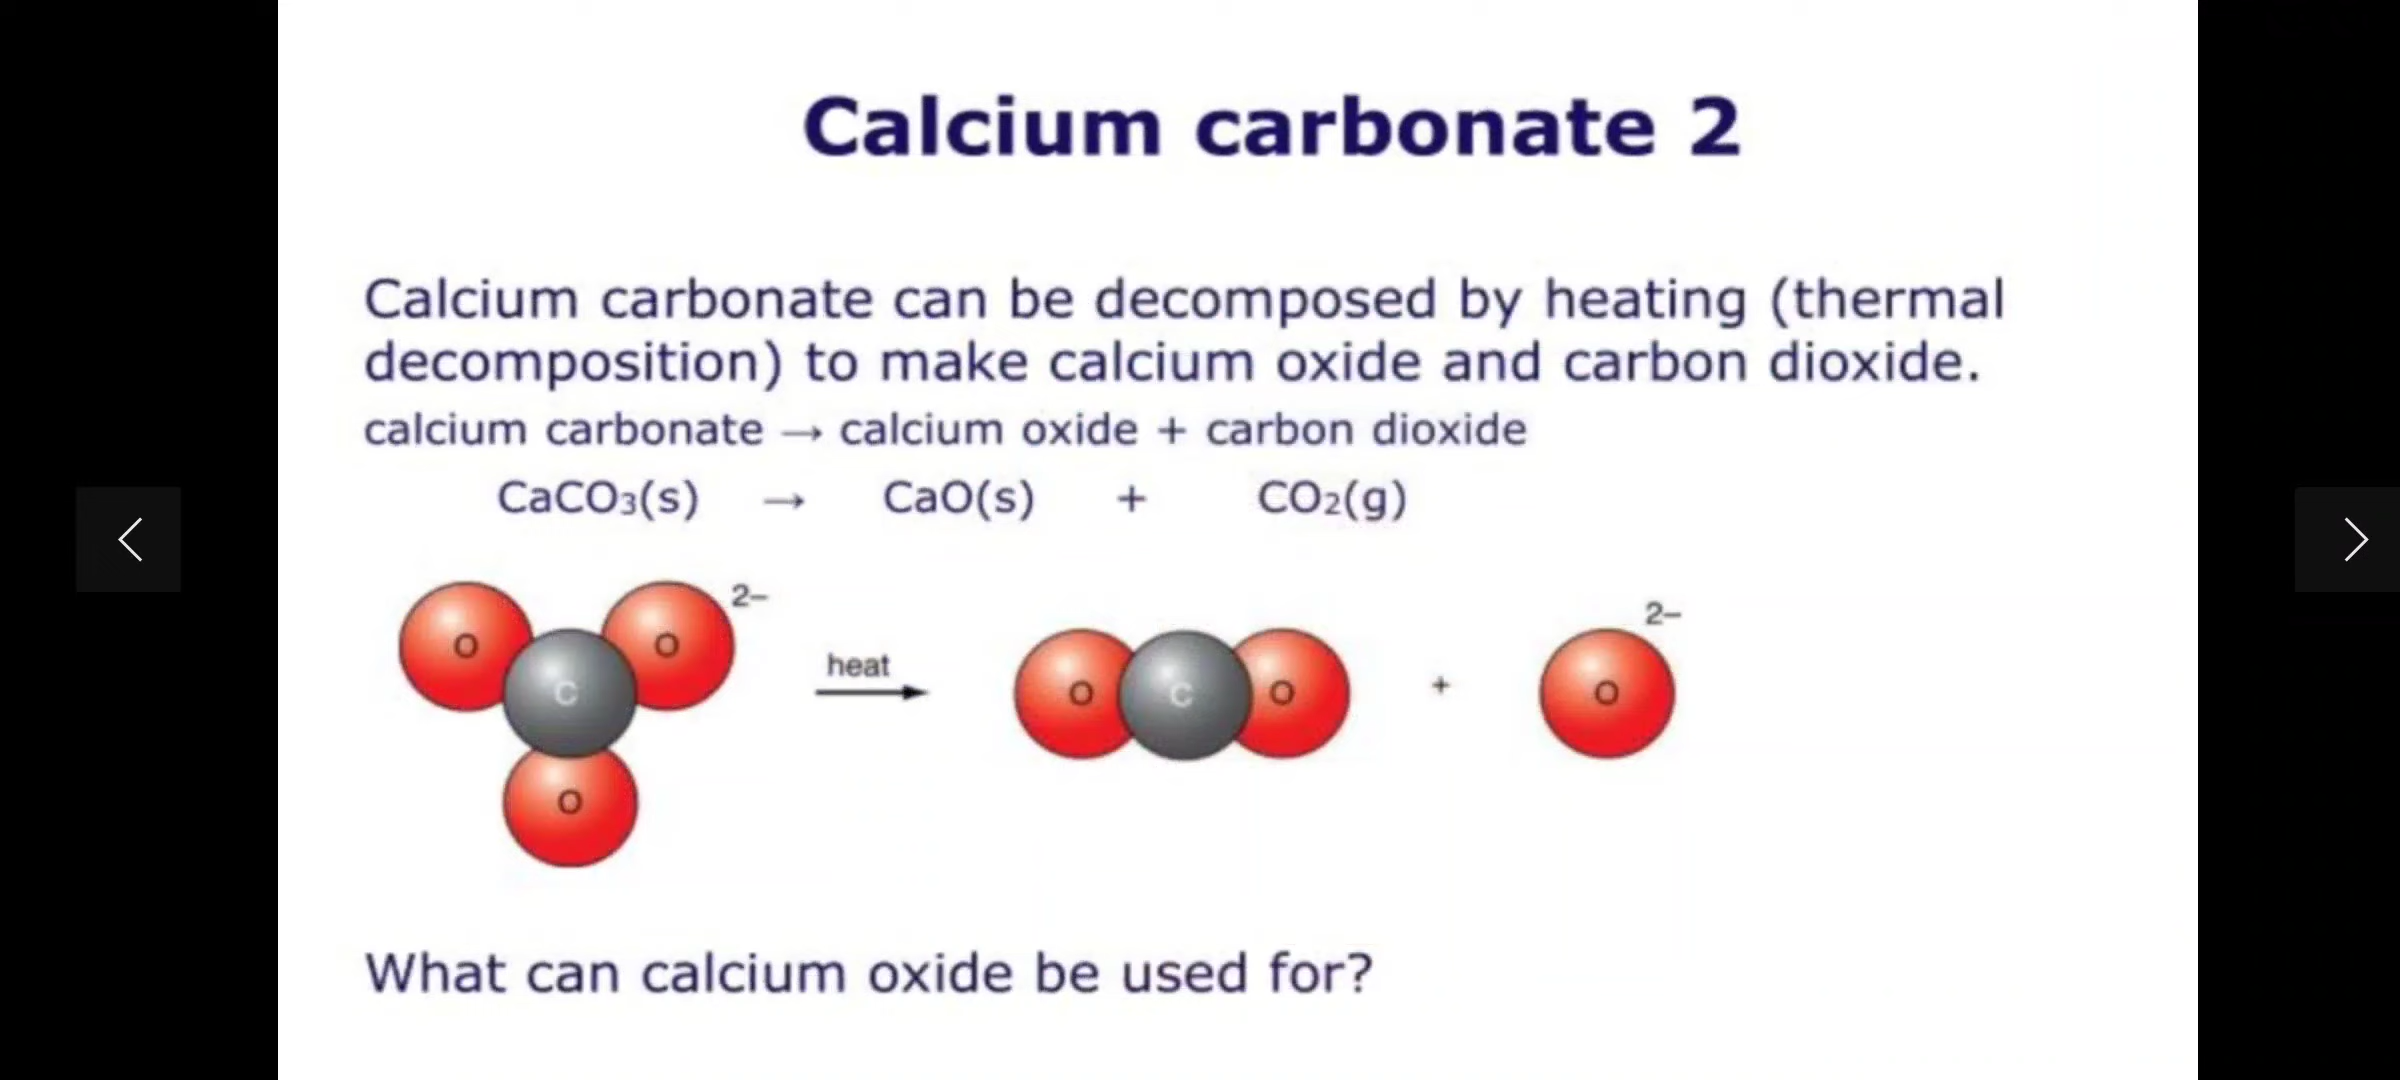 Calcium carbonate 2
Calcium carbonate can be decomposed by heating (thermal
decomposition) to make calcium oxide and carbon dioxide.
calcium carbonate → calcium oxide + carbon dioxide
CaCO₃(s) → CaO(s) + CO₂(g)
O O 2–
C
O
heat
O C O + O 2–
What can calcium oxide be used for?